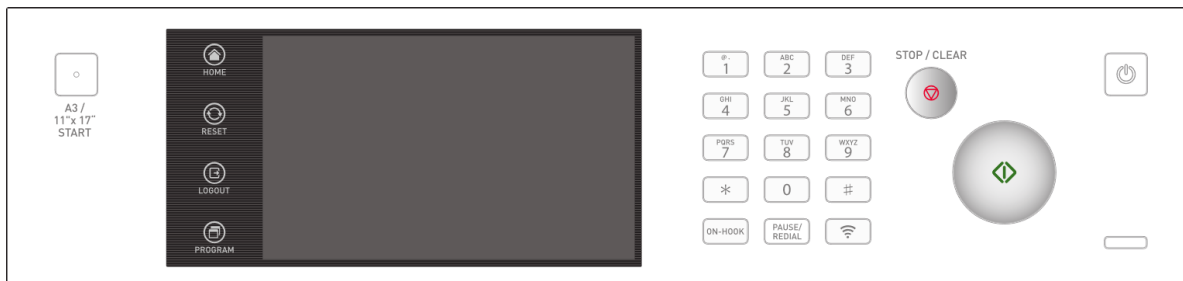 A3 /
11"x 17"
START
HOME
RESET
LOGOUT
PROGRAM
@ .-
1
ABC
2
DEF
3
GHI
4
JKL
5
MNO
6
PQRS
7
TUV
8
WXYZ
9
*
0
#
ON-HOOK
PAUSE/
REDIAL
STOP / CLEAR